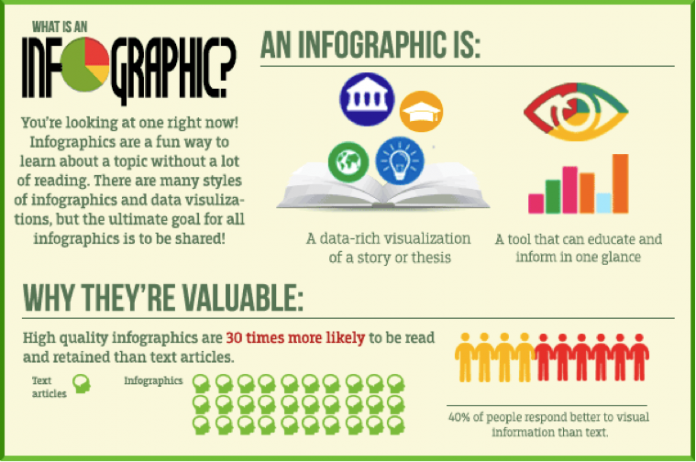 WHAT IS AN
INFOGRAPHIC?
You're looking at one right now!
Infographics are a fun way to
learn about a topic without a lot
of reading. There are many styles
of infographics and data visuliza-
tions, but the ultimate goal for all
infographics is to be shared!
AN INFOGRAPHIC IS:
A data-rich visualization
of a story or thesis
A tool that can educate and
inform in one glance
WHY THEY'RE VALUABLE:
High quality infographics are 30 times more likely to be read
and retained than text articles.
Text
articles
Infographics
40% of people respond better to visual
information than text.